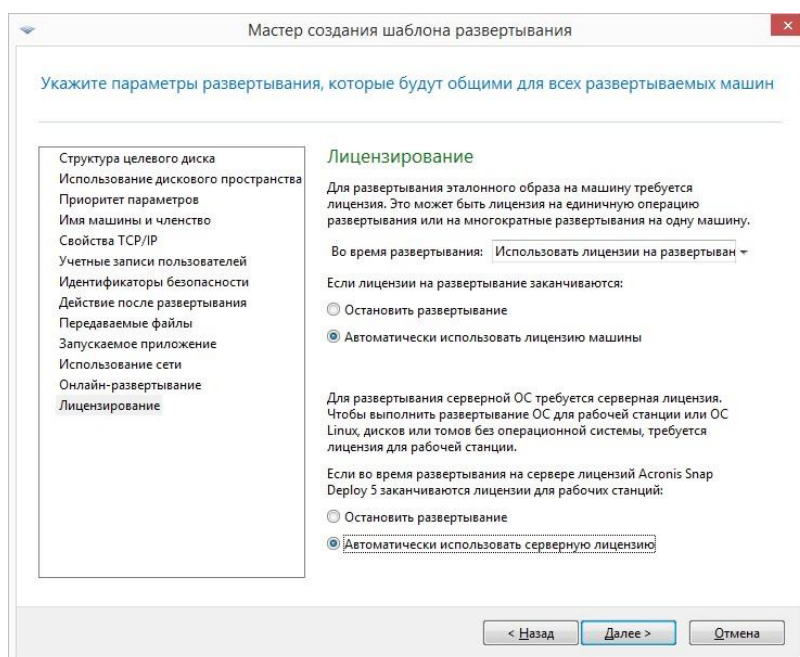 Мастер создания шаблона развертывания
Укажите параметры развертывания, которые будут общими для всех развертываемых машин
Структура целевого диска
Использование дискового пространства
Приоритет параметров
Имя машины и членство
Свойства TCP/IP
Учетные записи пользователей
Идентификаторы безопасности
Действие после развертывания
Передаваемые файлы
Запускаемое приложение
Использование сети
Онлайн-развертывание
Лицензирование
Лицензирование
Для развертывания эталонного образа на машину требуется
лицензия. Это может быть лицензия на единичную операцию
развертывания или на многократные развертывания на одну машину.
Во время развертывания: Использовать лицензии на развертыван
Если лицензии на развертывание заканчиваются:
Остановить развертывание
Автоматически использовать лицензию машины
Для развертывания серверной ОС требуется серверная лицензия.
Чтобы выполнить развертывание ОС для рабочей станции или ОС
Linux, дисков или томов без операционной системы, требуется
лицензия для рабочей станции.
Если во время развертывания на сервере лицензий Acronis Snap
Deploy 5 заканчиваются лицензии для рабочих станций:
Остановить развертывание
Автоматически использовать серверную лицензию
< Назад Далее > Отмена